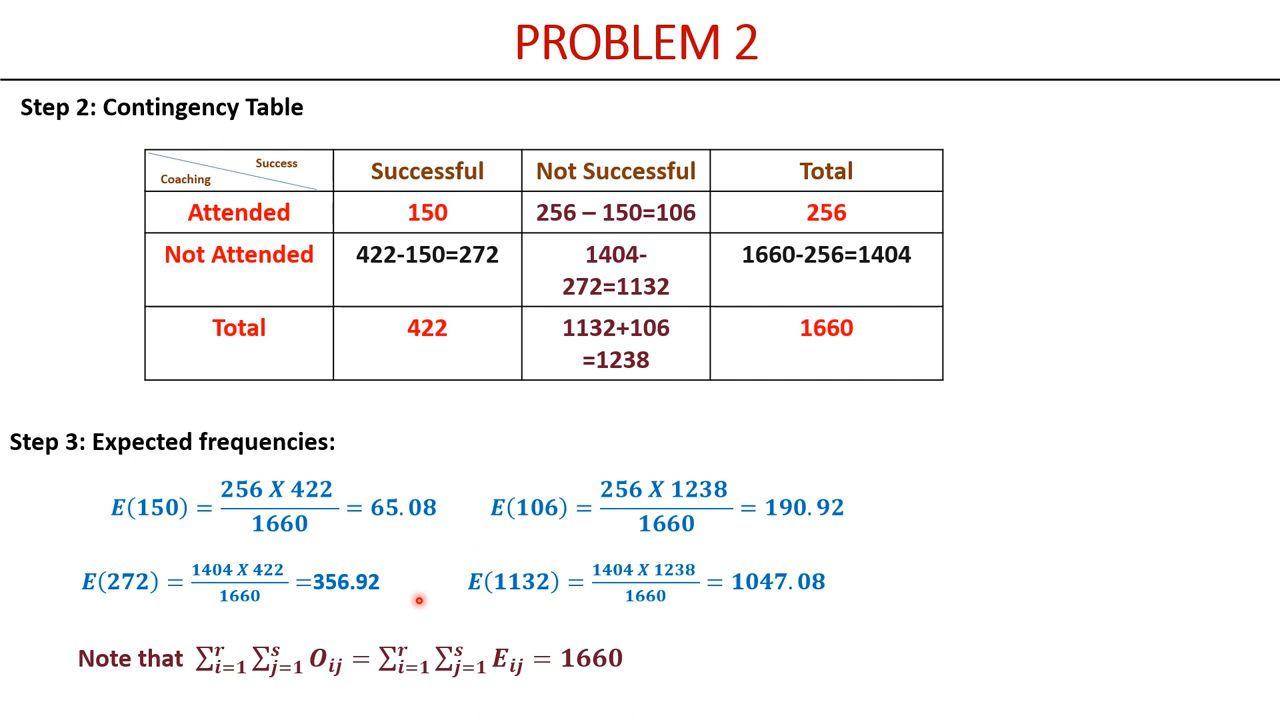 PROBLEM 2
Step 2: Contingency Table
Success
Coaching
Successful
Not Successful
Total
Attended
150
256 – 150=106
256
Not Attended
422-150=272
1404-
272=1132
1660-256=1404
Total
422
1132+106
=1238
1660
Step 3: Expected frequencies:
E(150) = 256 X 422 / 1660 = 65.08
E(106) = 256 X 1238 / 1660 = 190.92
E(272) = 1404 X 422 / 1660 =356.92
E(1132) = 1404 X 1238 / 1660 = 1047.08
Note that ∑ᵣᵢ₌₁ ∑ˢⱼ₌₁ Oᵢⱼ = ∑ʳᵢ₌₁ ∑ˢⱼ₌₁ Eᵢⱼ = 1660